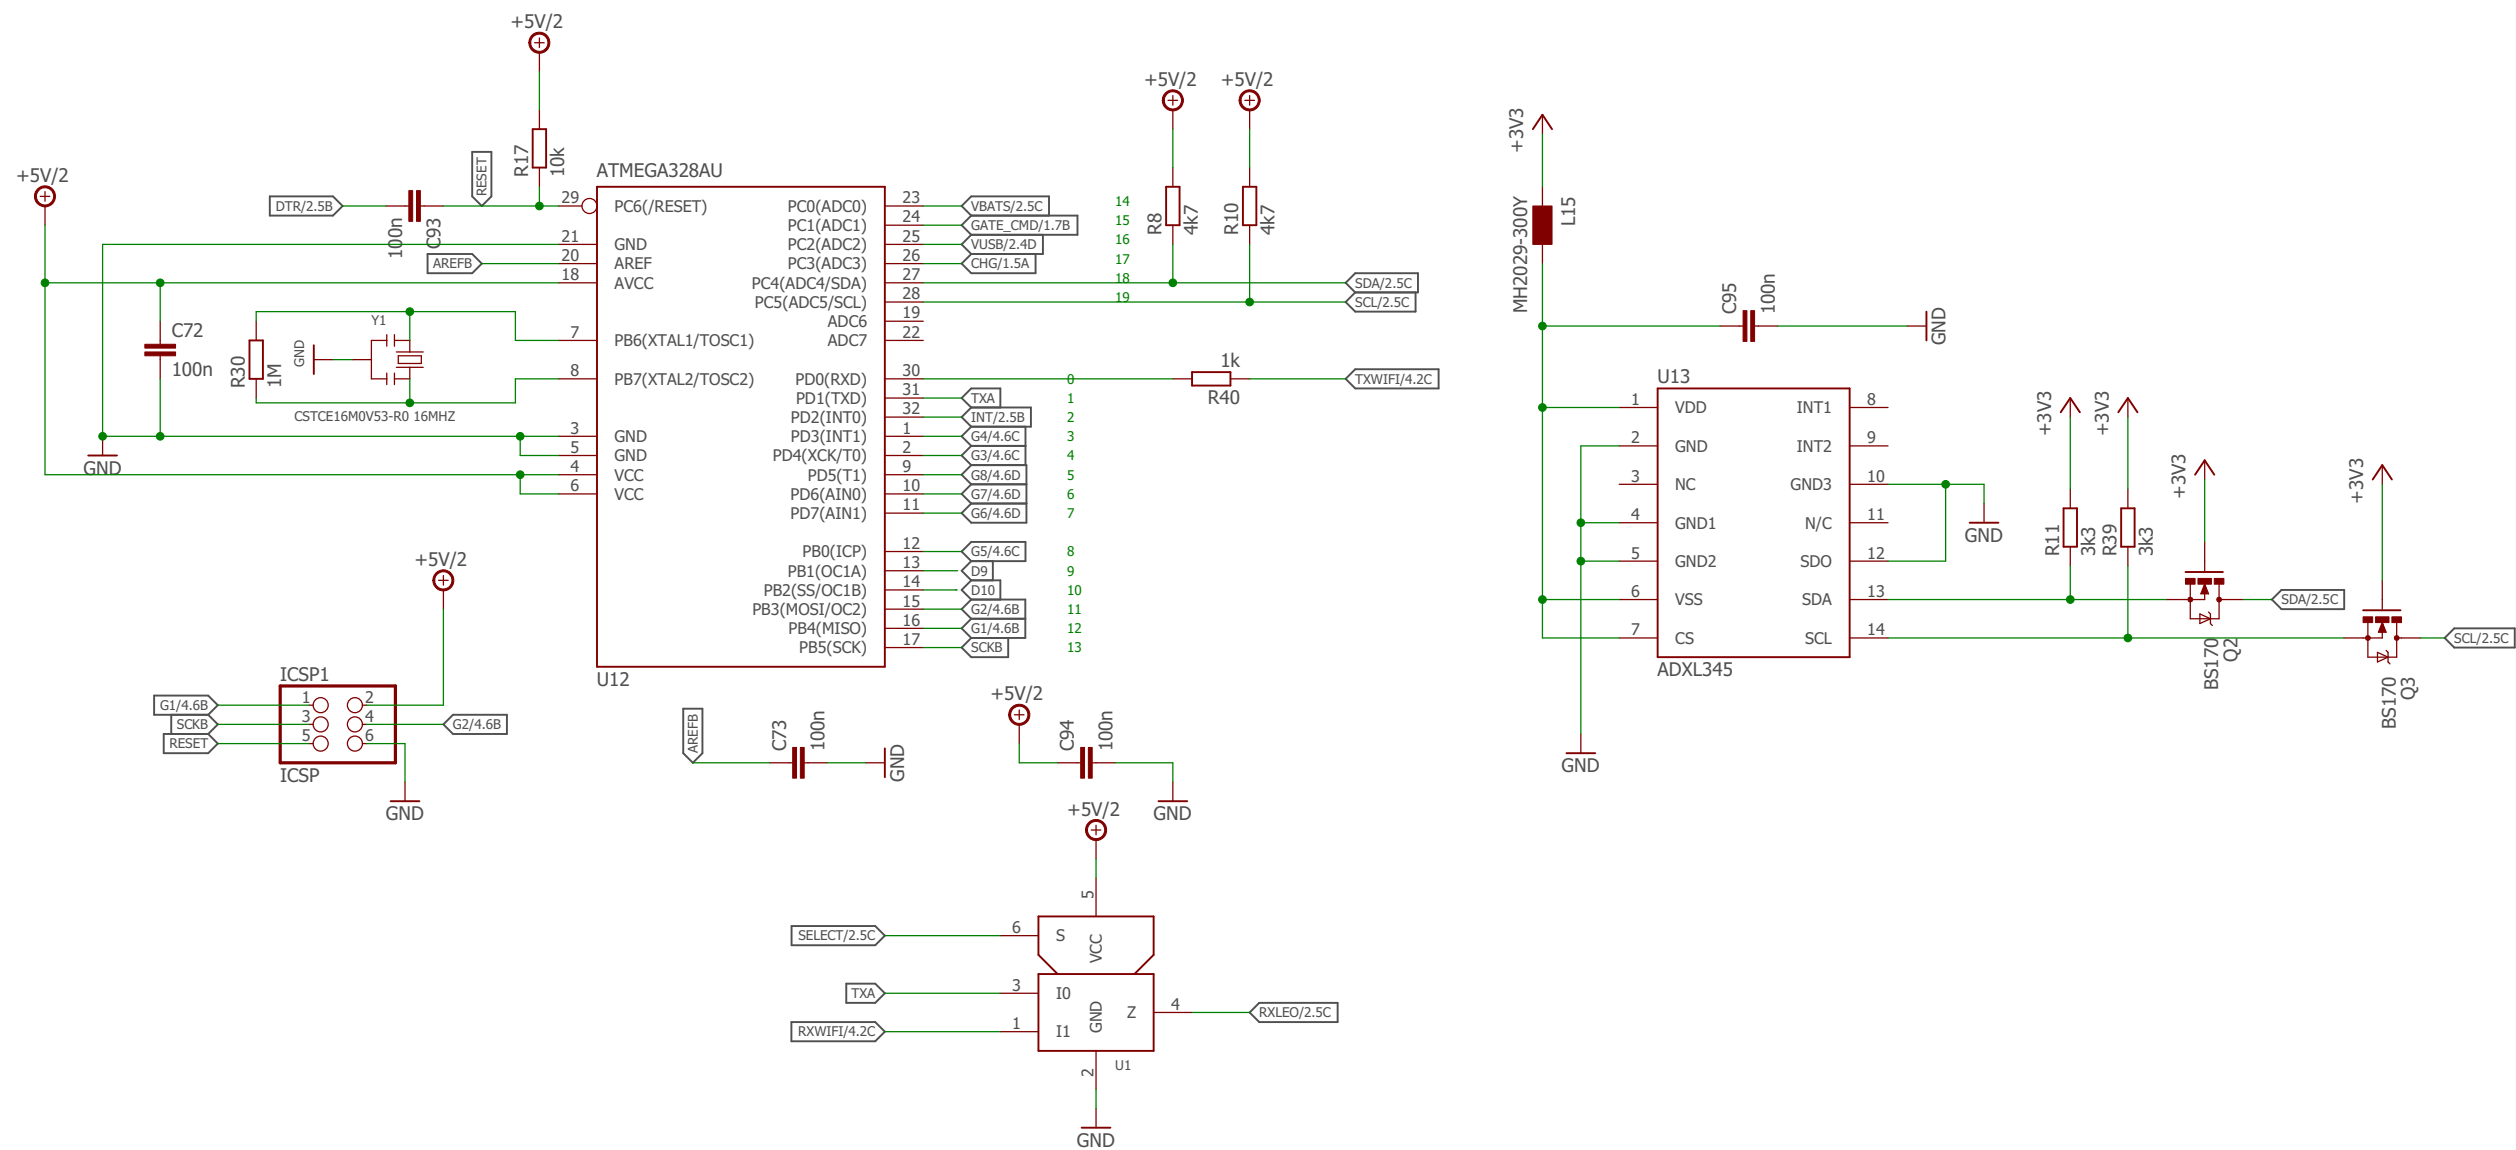 +5V/2
+5V/2
DTR/2.5B
100n
C93
RESET
R17
10k
ATMEGA328AU
29 PC6(/RESET)
21 GND
AREFB 20 AREF
18 AVCC
C72
100n
R30
1M
GND
Y1
CSTCE16M0V53-R0 16MHZ
7 PB6(XTAL1/TOSC1)
8 PB7(XTAL2/TOSC2)
3 GND
5 GND
4 VCC
6 VCC
GND
PC0(ADC0) 23 VBATS/2.5C 14
PC1(ADC1) 24 GATE_CMD/1.7B 15
PC2(ADC2) 25 VUSB/2.4D 16
PC3(ADC3) 26 CHG/1.5A 17
PC4(ADC4/SDA) 27 18 SDA/2.5C
PC5(ADC5/SCL) 28 19 SCL/2.5C
ADC6 19
ADC7 22
PD0(RXD) 30 0 TXWIFI/4.2C
PD1(TXD) 31 TXA 1
PD2(INT0) 32 INT/2.5B 2
PD3(INT1) 1 G4/4.6C 3
PD4(XCK/T0) 2 G3/4.6C 4
PD5(T1) 9 G8/4.6D 5
PD6(AIN0) 10 G7/4.6D 6
PD7(AIN1) 11 G6/4.6D 7
PB0(ICP) 12 G5/4.6C 8
PB1(OC1A) 13 D9 9
PB2(SS/OC1B) 14 D10 10
PB3(MOSI/OC2) 15 G2/4.6B 11
PB4(MISO) 16 G1/4.6B 12
PB5(SCK) 17 SCKB 13
U12
+5V/2
+5V/2
R8
4k7
R10
4k7
1k
R40
+5V/2
ICSP1
G1/4.6B 1 2
SCKB 3 4 G2/4.6B
RESET 5 6
ICSP
GND
AREFB
C73
100n
GND
+5V/2
C94
100n
GND
+5V/2
5
SELECT/2.5C 6 S
VCC
TXA 3 I0
RXWIFI/4.2C 1 I1
GND
Z 4 RXLEO/2.5C
U1
2
GND
+3V3
MH2029-300Y
L15
C95
100n
GND
U13
1 VDD
2 GND
3 NC
4 GND1
5 GND2
6 VSS
7 CS
INT1 8
INT2 9
GND3 10
N/C 11
SDO 12
SDA 13
SCL 14
ADXL345
GND
GND
+3V3
+3V3
R11
3k3
R39
3k3
+3V3
BS170
Q2
SDA/2.5C
+3V3
BS170
Q3
SCL/2.5C